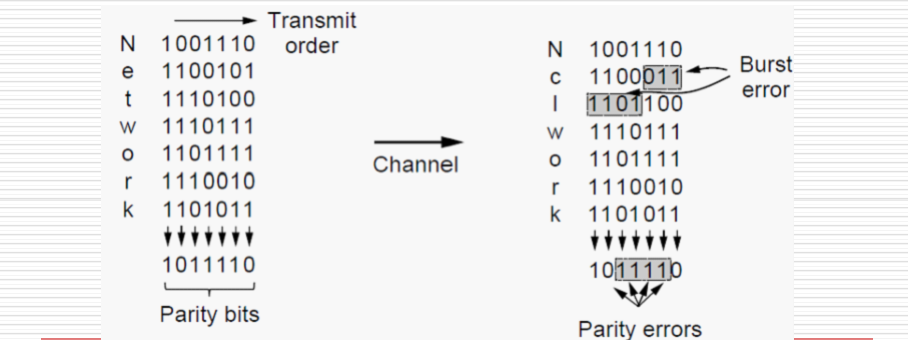 Transmit
order
N 1001110
e 1100101
t 1110100
w 1110111
o 1101111
r 1110010
k 1101011
1011110
Parity bits
Channel
N 1001110
c 1100011
l 1101100
w 1110111
o 1101111
r 1110010
k 1101011
1011110
Parity errors
Burst
error